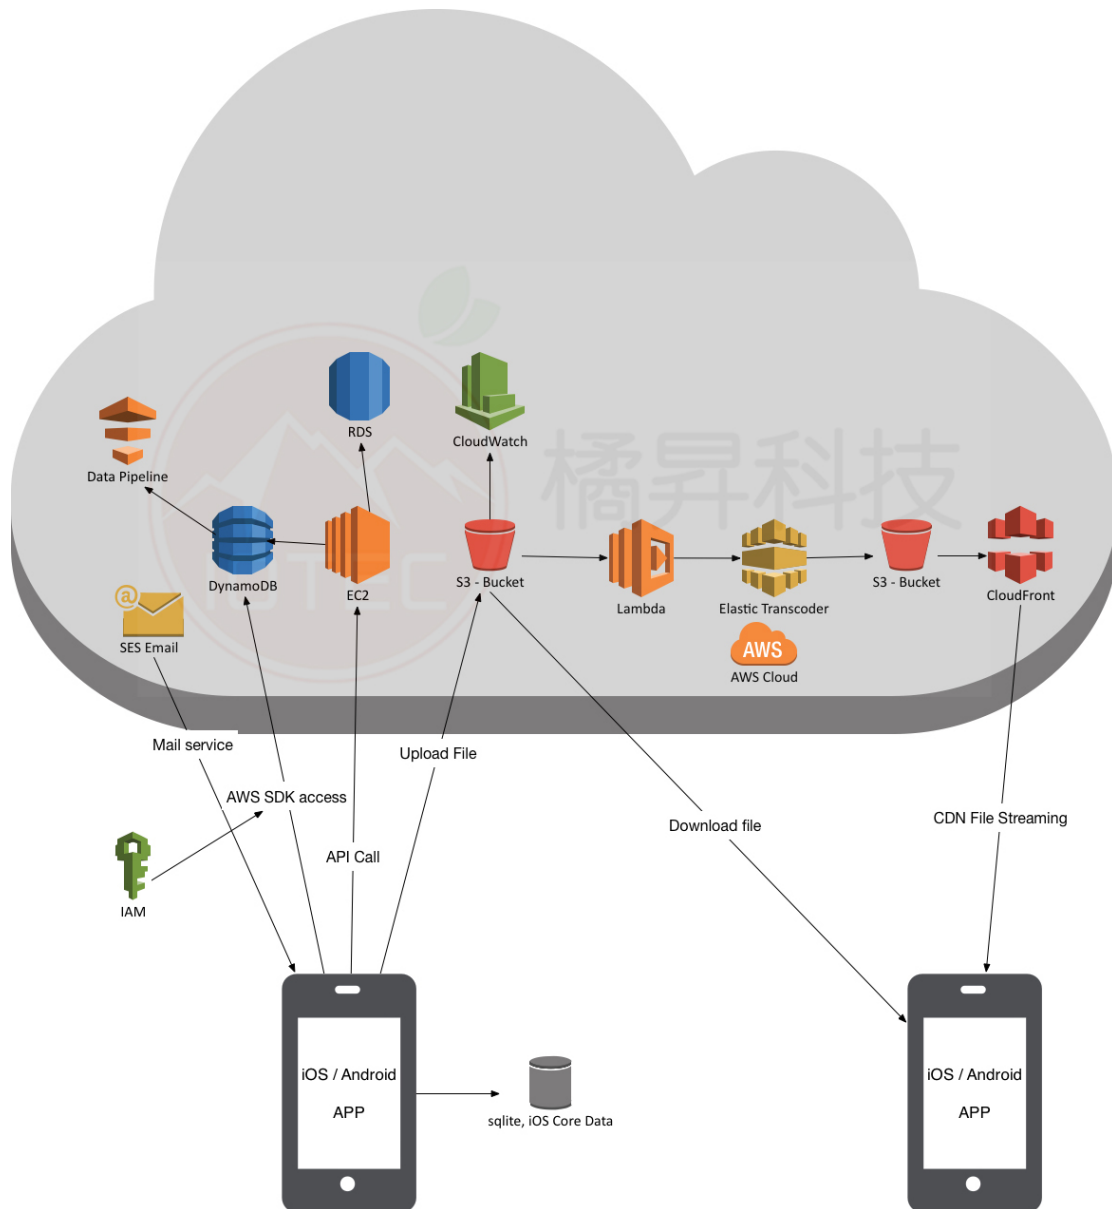 RDS
CloudWatch
Data Pipeline
橘昇科技
DynamoDB
EC2
S3 - Bucket
Lambda
Elastic Transcoder
S3 - Bucket
CloudFront
IGTEC
@
SES Email
AWS
AWS Cloud
Mail service
Upload File
AWS SDK access
Download file
CDN File Streaming
API Call
IAM
iOS / Android
APP
sqlite, iOS Core Data
iOS / Android
APP